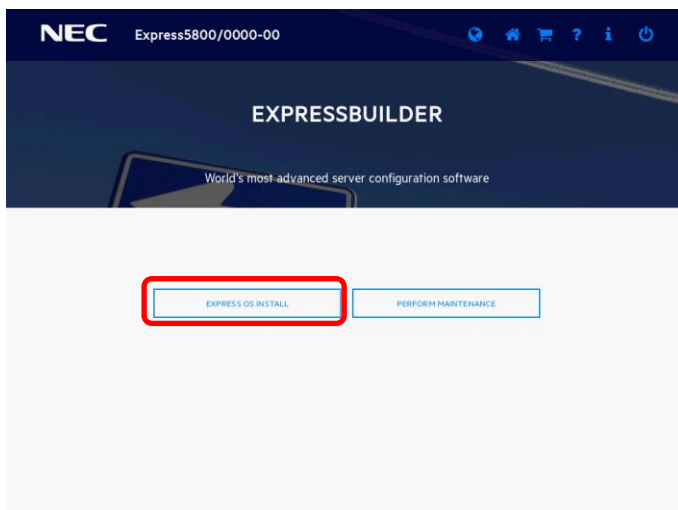 NEC Express5800/0000-00 ?
EXPRESSBUILDER
World's most advanced server configuration software
EXPRESS OS INSTALL PERFORM MAINTENANCE